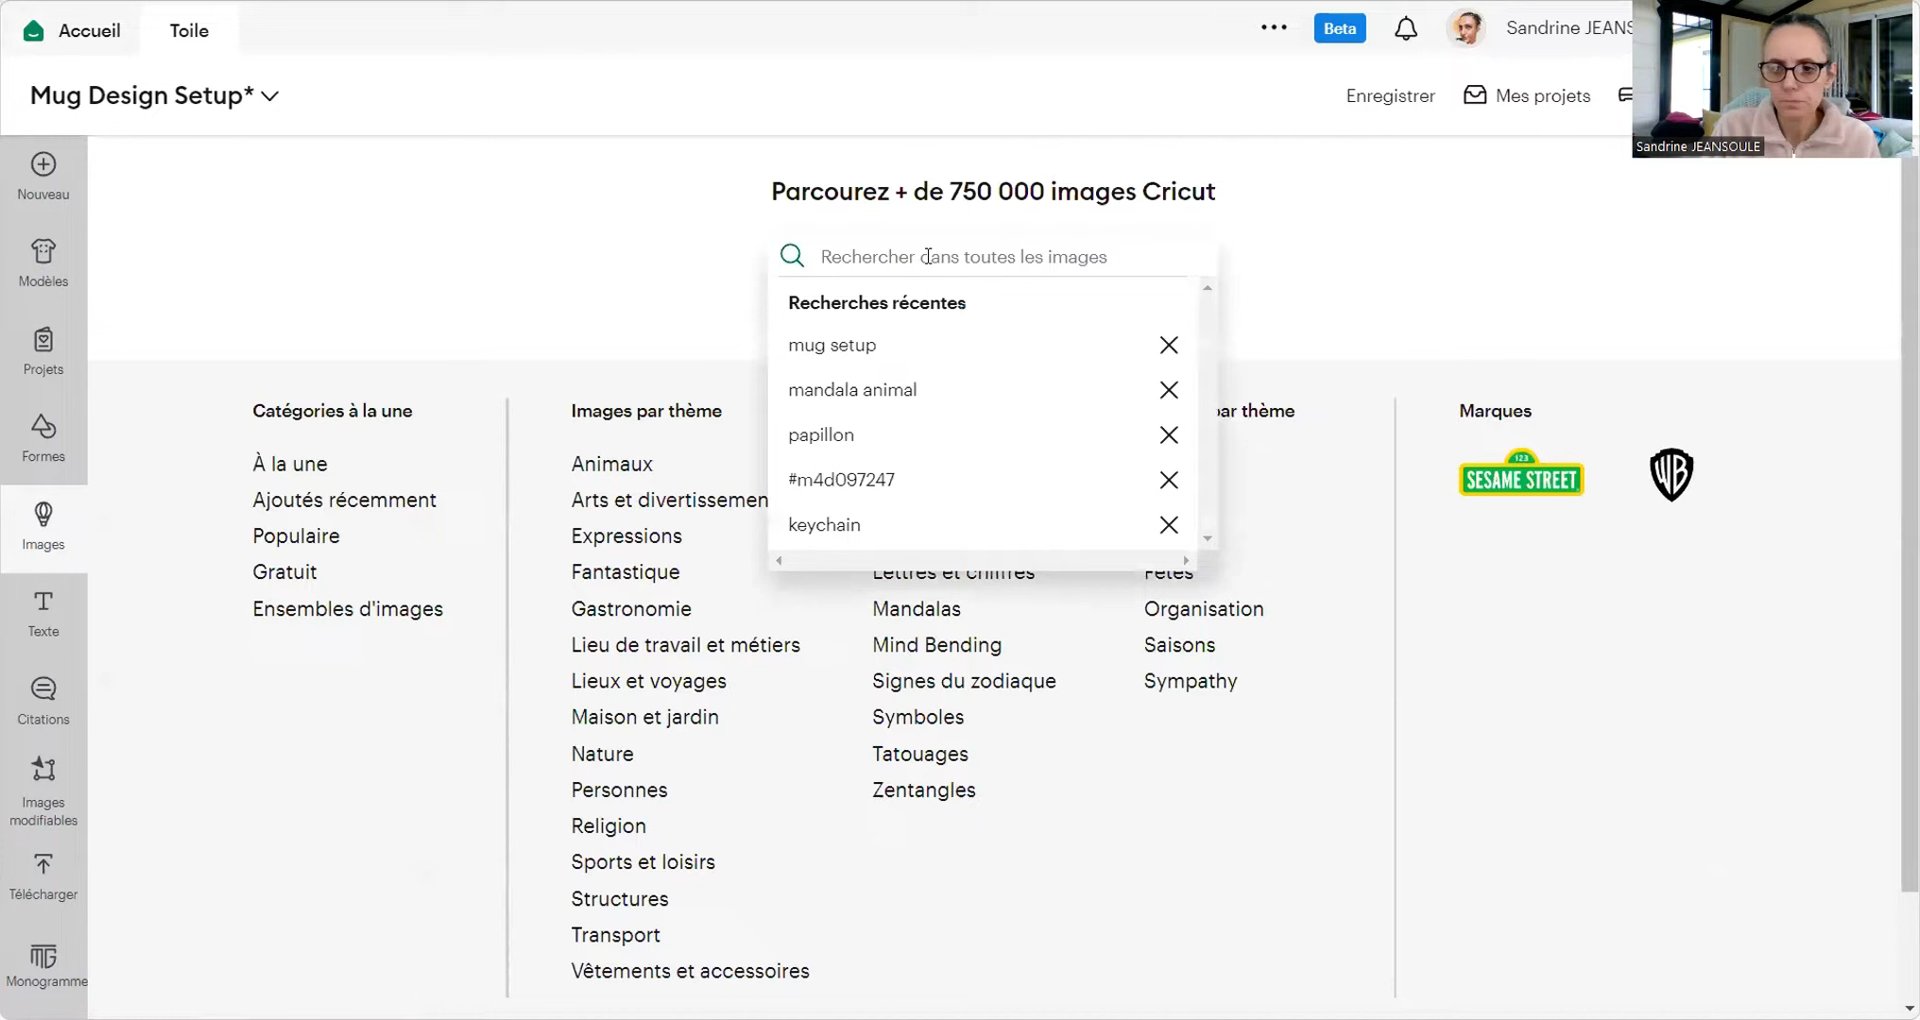 Accueil
Toile
Beta
Sandrine JEANS
Mug Design Setup*
Enregistrer
Mes projets
Sandrine JEANSOULE
Nouveau
Modèles
Projets
Formes
Images
Texte
Citations
Images
modifiables
Télécharger
Monogramme
Parcourez + de 750 000 images Cricut
Rechercher dans toutes les images
Recherches récentes
mug setup
mandala animal
papillon
#m4d097247
keychain
Catégories à la une
À la une
Ajoutés récemment
Populaire
Gratuit
Ensembles d'images
Images par thème
Animaux
Arts et divertissemen
Expressions
Fantastique
Gastronomie
Lieu de travail et métiers
Lieux et voyages
Maison et jardin
Nature
Personnes
Religion
Sports et loisirs
Structures
Transport
Vêtements et accessoires
Lettres et chiffres
Mandalas
Mind Bending
Signes du zodiaque
Symboles
Tatouages
Zentangles
par thème
Fêtes
Organisation
Saisons
Sympathy
Marques
123
SESAME STREET
WB